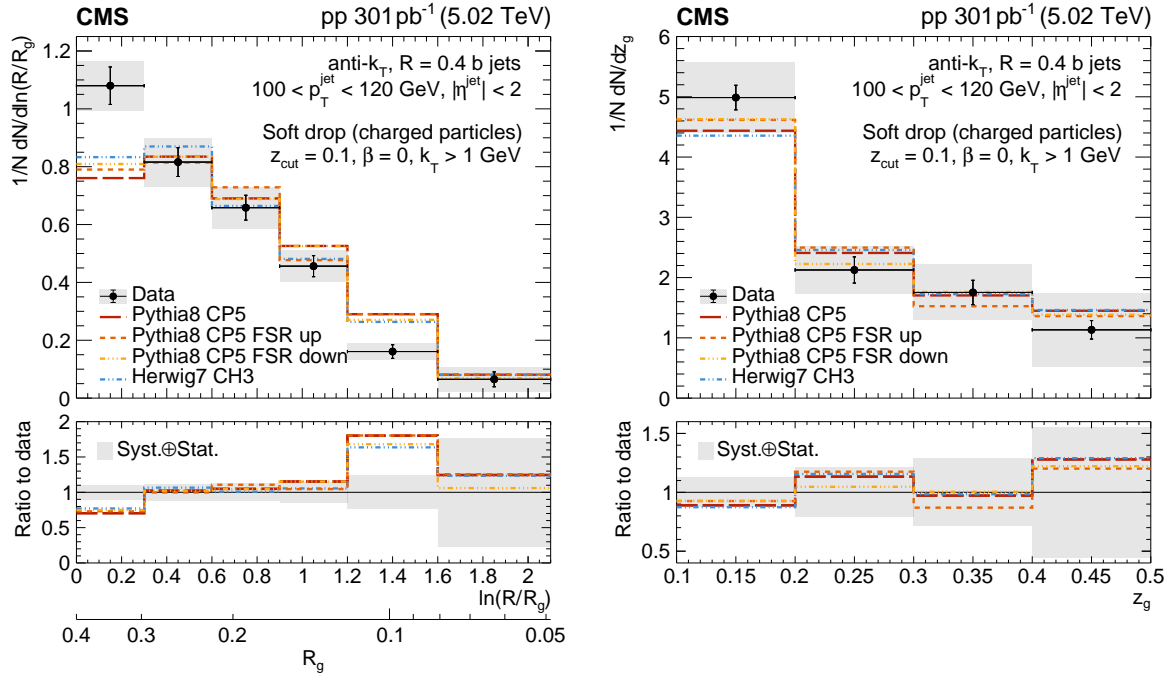 CMS pp 301 pb⁻¹ (5.02 TeV)
1/N dN/dln(R/R_g)
1.2
1
0.8
0.6
0.4
0.2
0
anti-k_T, R = 0.4 b jets
100 < p_T^jet < 120 GeV, |η^jet| < 2
Soft drop (charged particles)
z_cut = 0.1, β = 0, k_T > 1 GeV
Data
Pythia8 CP5
Pythia8 CP5 FSR up
Pythia8 CP5 FSR down
Herwig7 CH3
Ratio to data
2
1.5
1
0.5
0
Syst.⊕Stat.
0 0.2 0.4 0.6 0.8 1 1.2 1.4 1.6 1.8 2
ln(R/R_g)
0.4 0.3 0.2 0.1 0.05
R_g
CMS pp 301 pb⁻¹ (5.02 TeV)
1/N dN/dz_g
6
5
4
3
2
1
0
anti-k_T, R = 0.4 b jets
100 < p_T^jet < 120 GeV, |η^jet| < 2
Soft drop (charged particles)
z_cut = 0.1, β = 0, k_T > 1 GeV
Data
Pythia8 CP5
Pythia8 CP5 FSR up
Pythia8 CP5 FSR down
Herwig7 CH3
Ratio to data
1.5
1
0.5
Syst.⊕Stat.
0.1 0.15 0.2 0.25 0.3 0.35 0.4 0.45 0.5
z_g